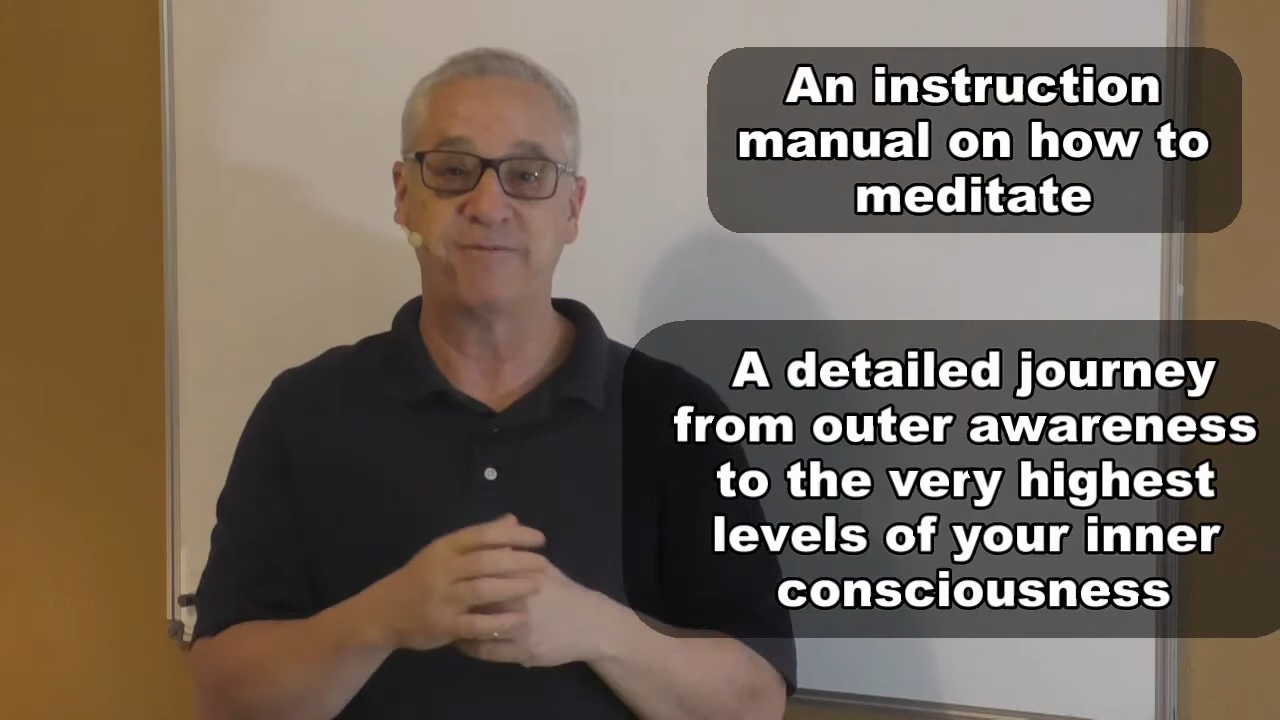 An instruction
manual on how to
meditate
A detailed journey
from outer awareness
to the very highest
levels of your inner
consciousness